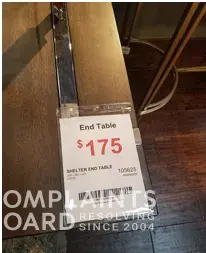 End Table
$175
SHELTER END TABLE
105625
OMPLAINTS
OARD RESOLVING
SINCE 2004